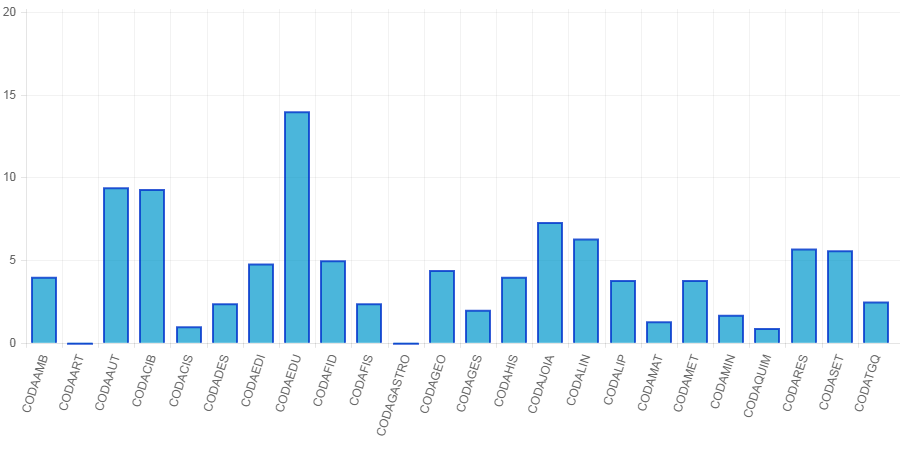 20
15
10
5
0
CODAAMB
CODAART
CODAAUT
CODACIB
CODACIS
CODADES
CODAEDI
CODAEDU
CODAFID
CODAFIS
CODAGASTRO
CODAGEO
CODAGES
CODAHIS
CODAJOIA
CODALIN
CODALIP
CODAMAT
CODAMET
CODAMIN
CODAQUIM
CODARES
CODASET
CODATGQ